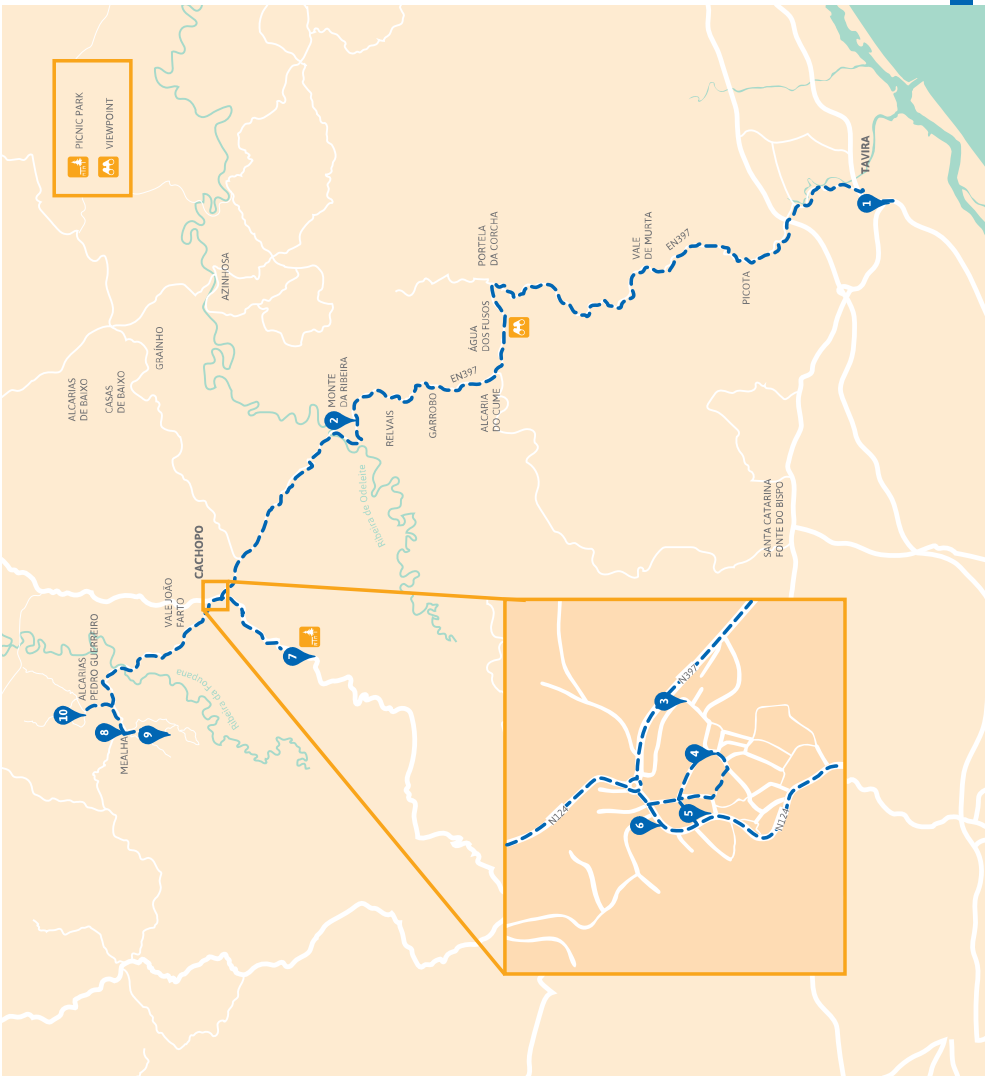 PICNIC PARK
VIEWPOINT
ALCARIAS
DE BAIXO
CASAS
DE BAIXO
GRAÍNHO
AZINHOSA
PORTELA
DA CORCHA
VALE
DE MURTA
EN397
PICOTA
TAVIRA
1
ÁGUA
DOS FUSOS
EN397
MONTE
DA RIBEIRA
2
RELVAIS
GARROBO
ALCARIA
DO CUME
Ribeira de Odeleite
SANTA CATARINA
FONTE DO BISPO
CACHOPO
VALE JOÃO
FARTO
ALCARIAS
PEDRO GUERREIRO
Ribeira da Foupana
7
10
8
9
MEALHA
3
N397
4
5
6
N124
N124